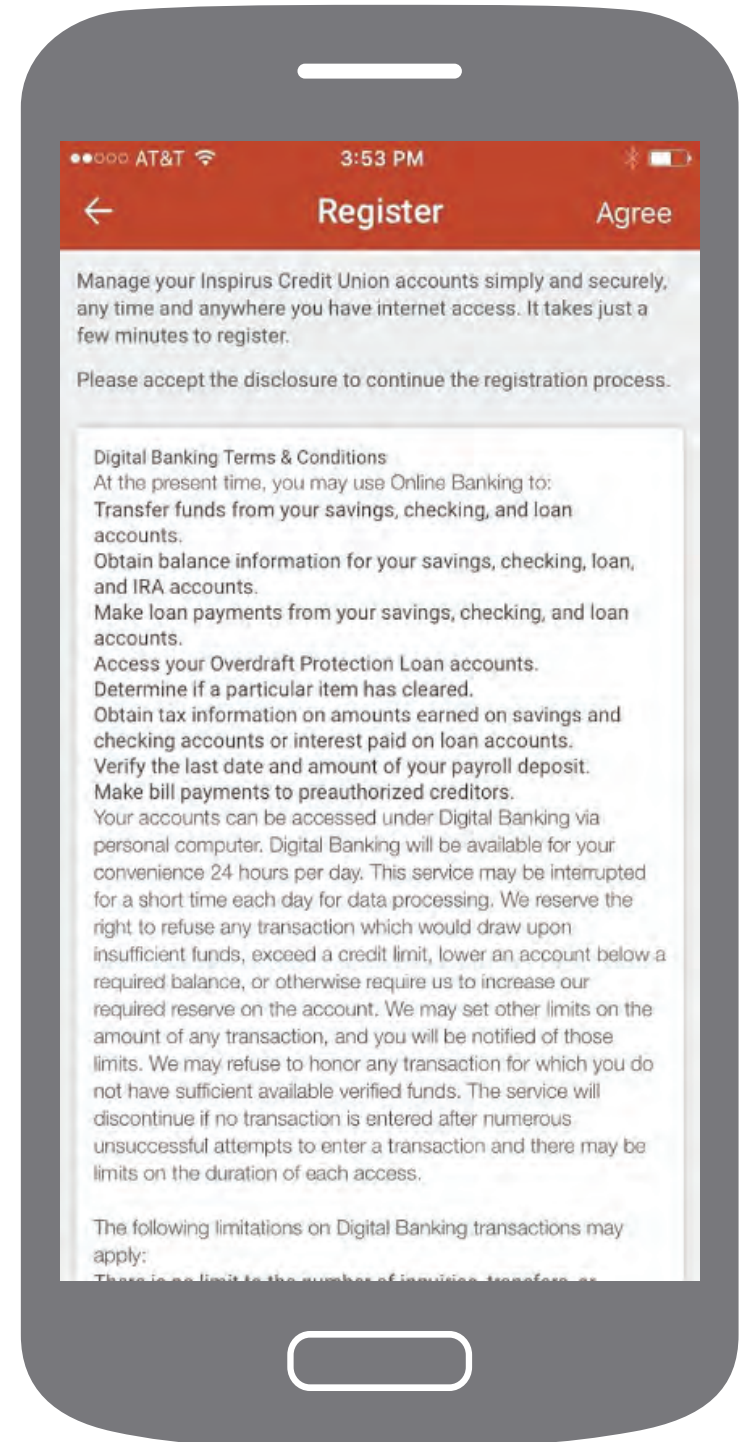 AT&T 3:53 PM
Register Agree
Manage your Inspirus Credit Union accounts simply and securely,
any time and anywhere you have internet access. It takes just a
few minutes to register.
Please accept the disclosure to continue the registration process.
Digital Banking Terms & Conditions
At the present time, you may use Online Banking to:
Transfer funds from your savings, checking, and loan
accounts.
Obtain balance information for your savings, checking, loan,
and IRA accounts.
Make loan payments from your savings, checking, and loan
accounts.
Access your Overdraft Protection Loan accounts.
Determine if a particular item has cleared.
Obtain tax information on amounts earned on savings and
checking accounts or interest paid on loan accounts.
Verify the last date and amount of your payroll deposit.
Make bill payments to preauthorized creditors.
Your accounts can be accessed under Digital Banking via
personal computer. Digital Banking will be available for your
convenience 24 hours per day. This service may be interrupted
for a short time each day for data processing. We reserve the
right to refuse any transaction which would draw upon
insufficient funds, exceed a credit limit, lower an account below a
required balance, or otherwise require us to increase our
required reserve on the account. We may set other limits on the
amount of any transaction, and you will be notified of those
limits. We may refuse to honor any transaction for which you do
not have sufficient available verified funds. The service will
discontinue if no transaction is entered after numerous
unsuccessful attempts to enter a transaction and there may be
limits on the duration of each access.
The following limitations on Digital Banking transactions may
apply:
There is no limit to the number of inquiries, transfers, or